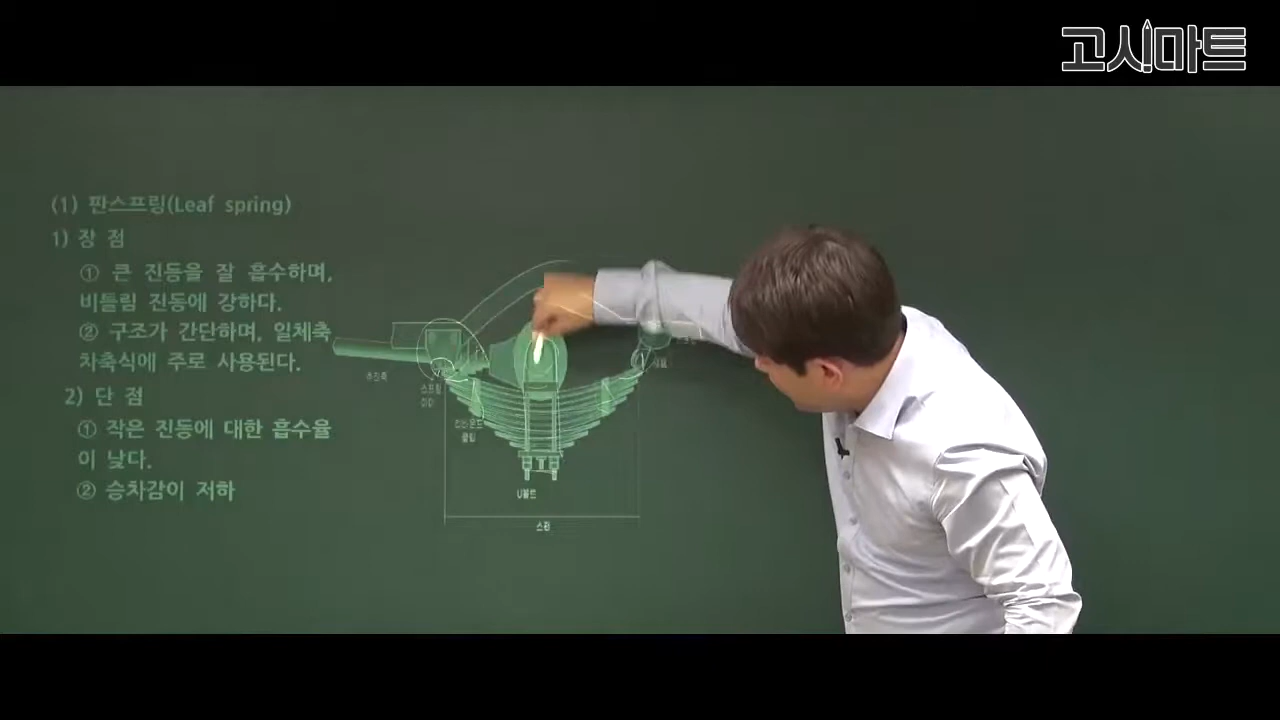 고시마트
(1) 판스프링(Leaf spring)
1) 장 점
① 큰 진동을 잘 흡수하며,
비틀림 진동에 강하다.
② 구조가 간단하며, 일체축
차축식에 주로 사용된다.
2) 단 점
① 작은 진동에 대한 흡수율
이 낮다.
② 승차감이 저하
스프링
아이
클립
U볼트
스팬